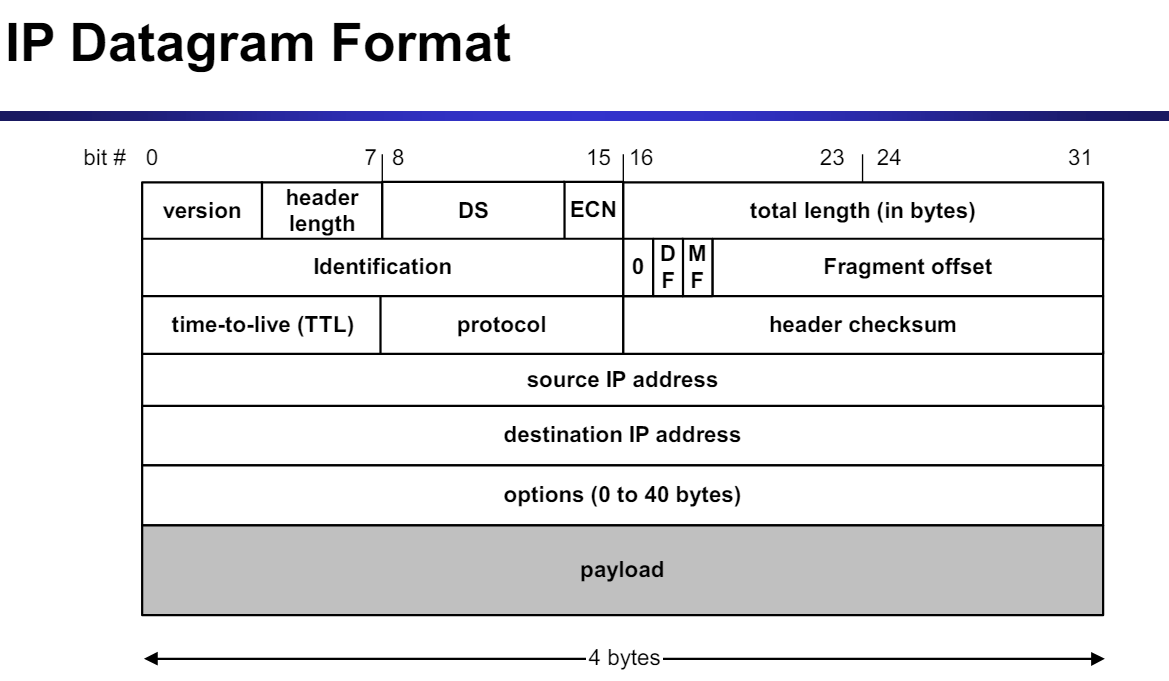 IP Datagram Format
bit # 0 7 8 15 16 23 24 31
version header length DS ECN total length (in bytes)
Identification 0 DF MF Fragment offset
time-to-live (TTL) protocol header checksum
source IP address
destination IP address
options (0 to 40 bytes)
payload
4 bytes